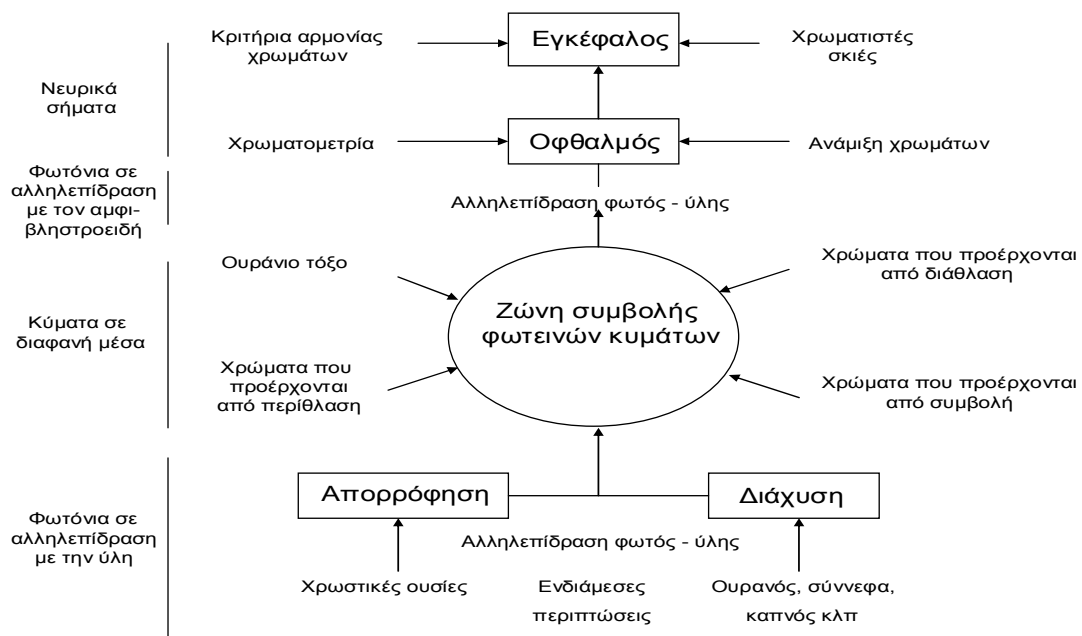 Κριτήρια αρμονίας
χρωμάτων
Εγκέφαλος
Χρωματιστές
σκιές
Νευρικά
σήματα
Χρωματομετρία
Οφθαλμός
Ανάμιξη χρωμάτων
Φωτόνια σε
αλληλεπίδραση
με τον αμφι-
βληστροειδή
Αλληλεπίδραση φωτός - ύλης
Ουράνιο τόξο
Χρώματα που προέρχονται
από διάθλαση
Ζώνη συμβολής
φωτεινών κυμάτων
Κύματα σε
διαφανή μέσα
Χρώματα που
προέρχονται
από περίθλαση
Χρώματα που προέρχονται
από συμβολή
Απορρόφηση
Διάχυση
Φωτόνια σε
αλληλεπίδραση
με την ύλη
Αλληλεπίδραση φωτός - ύλης
Χρωστικές ουσίες
Ενδιάμεσες
περιπτώσεις
Ουρανός, σύννεφα,
καπνός κλπ